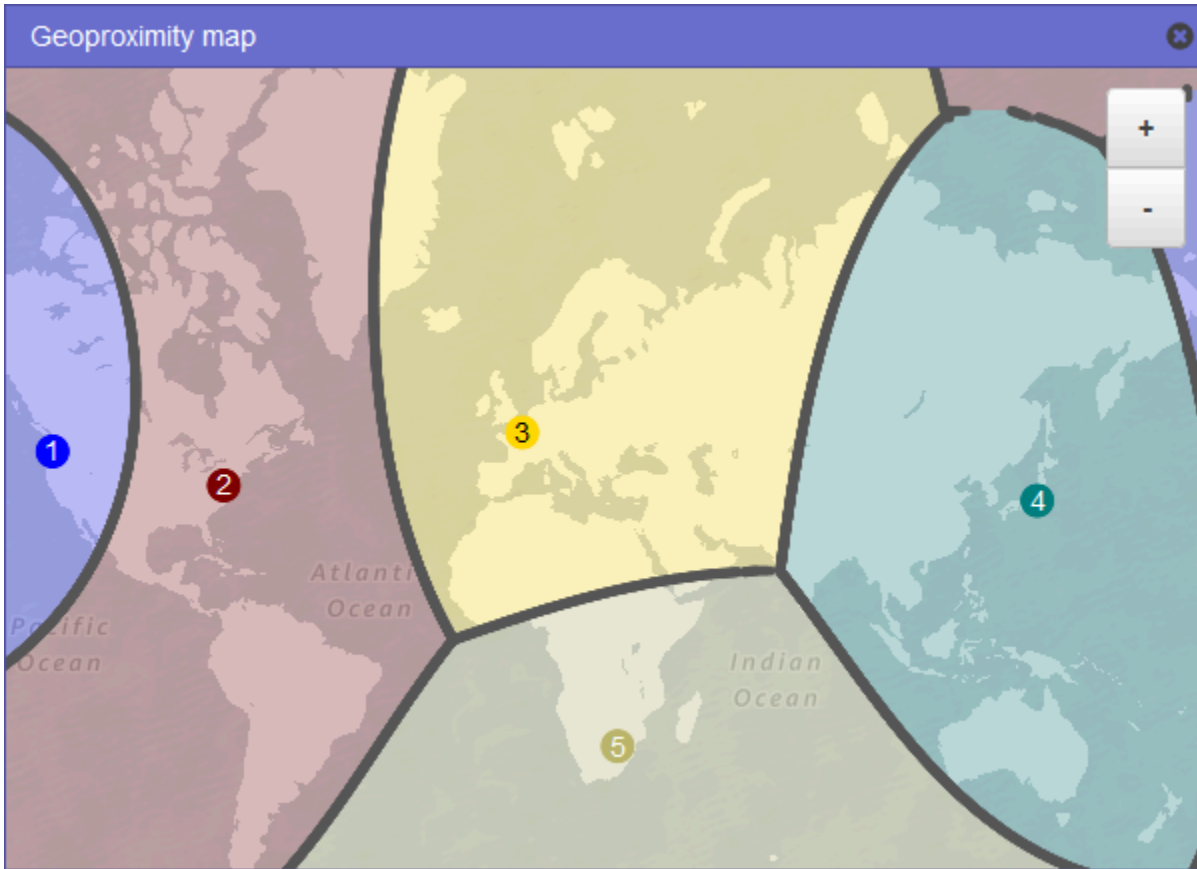 Geoproximity map
+
-
3
1
2
4
Atlanti
Ocean
Pacific
Ocean
Indian
Ocean
5